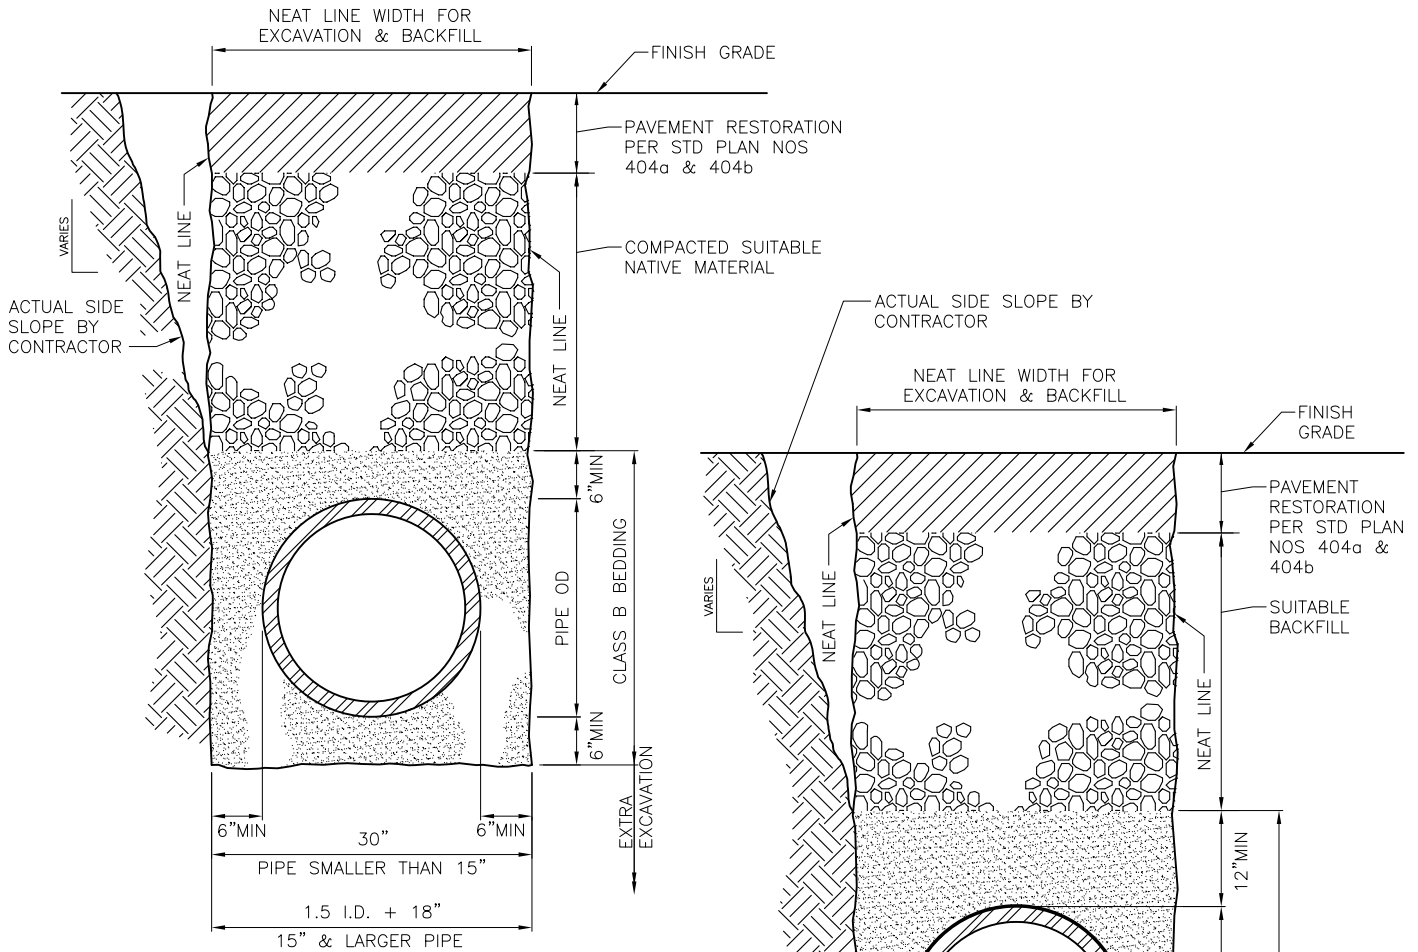 NEAT LINE WIDTH FOR
EXCAVATION & BACKFILL
FINISH GRADE
PAVEMENT RESTORATION
PER STD PLAN NOS
404a & 404b
NEAT LINE
VARIES
COMPACTED SUITABLE
NATIVE MATERIAL
ACTUAL SIDE
SLOPE BY
CONTRACTOR
NEAT LINE
6"MIN
PIPE OD
CLASS B BEDDING
6"MIN
EXTRA
EXCAVATION
6"MIN
6"MIN
30"
PIPE SMALLER THAN 15"
1.5 I.D. + 18"
15" & LARGER PIPE
ACTUAL SIDE SLOPE BY
CONTRACTOR
NEAT LINE WIDTH FOR
EXCAVATION & BACKFILL
FINISH
GRADE
PAVEMENT
RESTORATION
PER STD PLAN
NOS 404a &
404b
VARIES
NEAT LINE
SUITABLE
BACKFILL
NEAT LINE
12"MIN